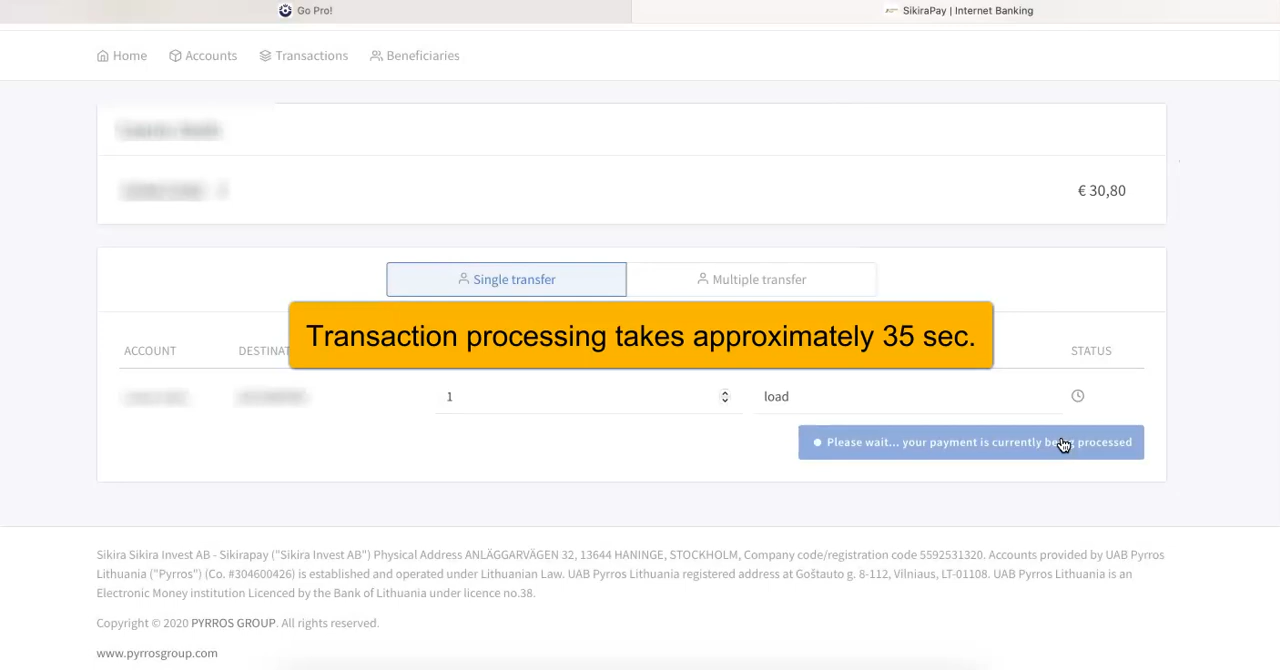 Go Pro!
SikiraPay | Internet Banking
Home Accounts Transactions Beneficiaries
€ 30,80
Single transfer Multiple transfer
Transaction processing takes approximately 35 sec.
ACCOUNT STATUS
1 load
Please wait... your payment is currently being processed
Sikira Sikira Invest AB - Sikirapay ("Sikira Invest AB") Physical Address ANLÄGGARVÄGEN 32, 13644 HANINGE, STOCKHOLM, Company code/registration code 5592531320. Accounts provided by UAB Pyrros
Lithuania ("Pyrros") (Co. #304600426) is established and operated under Lithuanian Law. UAB Pyrros Lithuania registered address at Goštauto g. 8-112, Vilniaus, LT-01108. UAB Pyrros Lithuania is an
Electronic Money institution Licenced by the Bank of Lithuania under licence no.38.
Copyright © 2020 PYRROS GROUP. All rights reserved.
www.pyrrosgroup.com